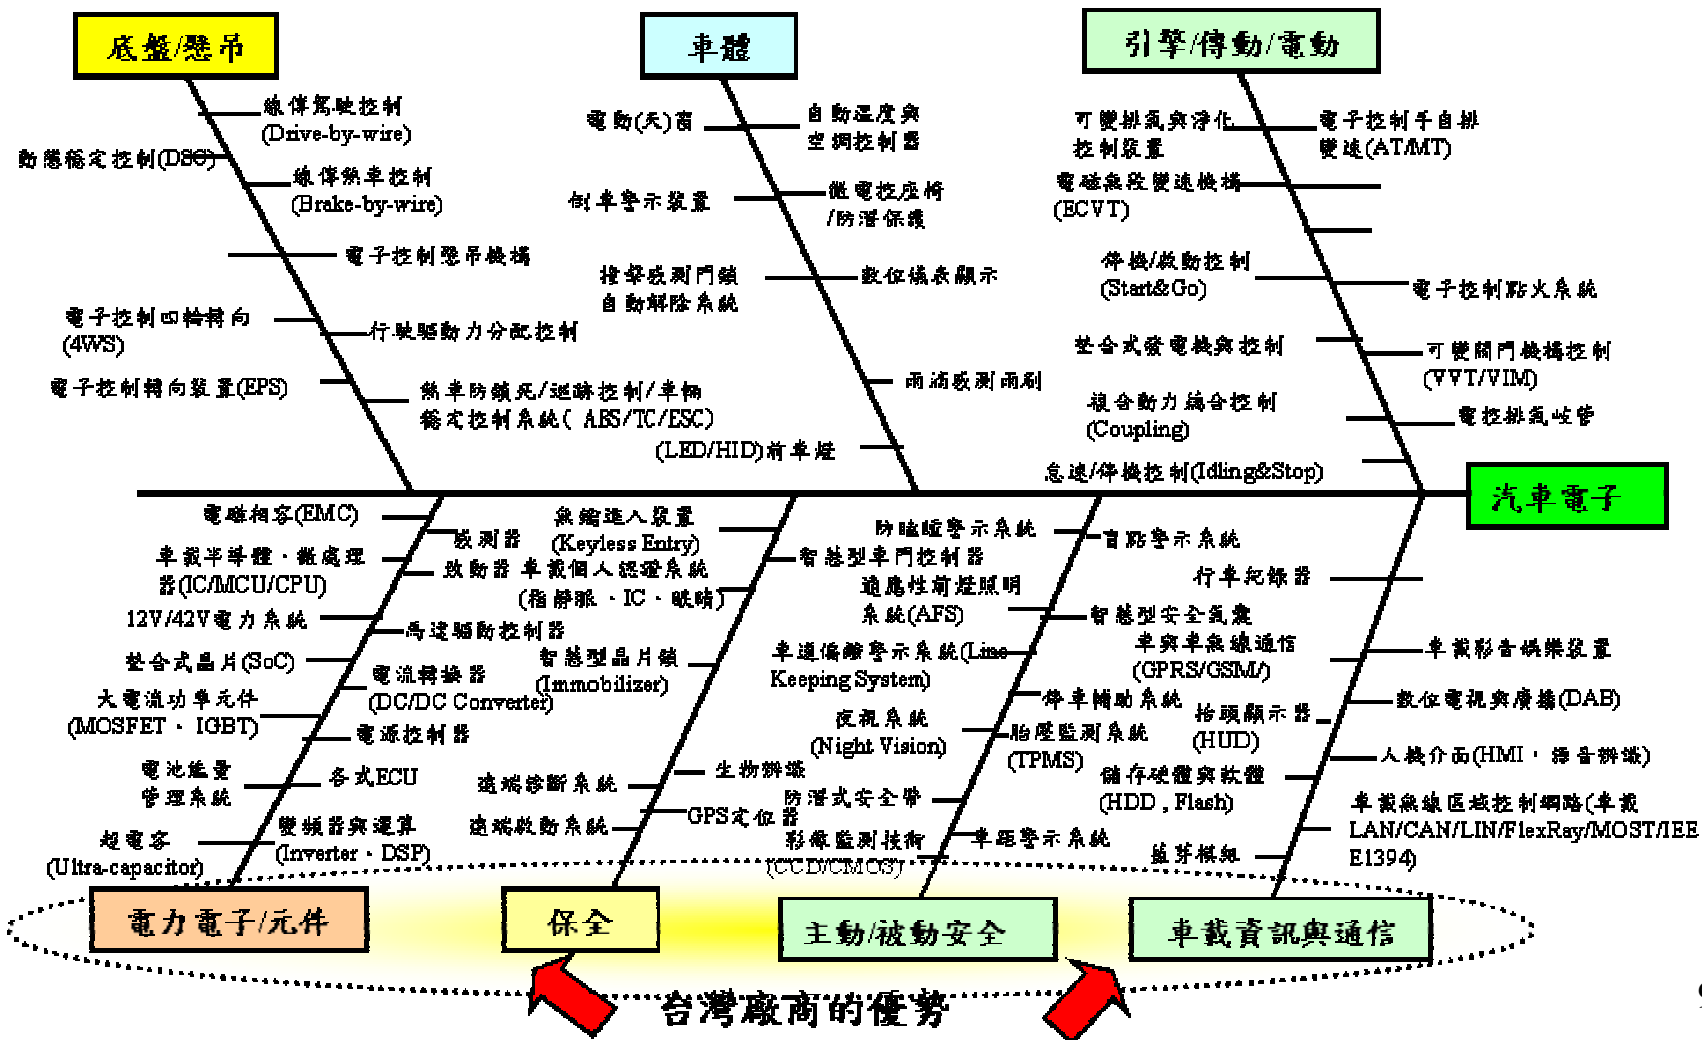 底盤/懸吊
線傳駕駛控制
(Drive-by-wire)
動態穩定控制(DSC)
線傳煞車控制
(Brake-by-wire)
電子控制懸吊機構
電子控制四輪轉向
(4WS)
行駛驅動力分配控制
電子控制轉向裝置(EPS)
煞車防鎖死/巡跡控制/車輛
穩定控制系統( ABS/TC/ESC)
車體
電動(天)窗
自動溫度與
空調控制器
倒車警示裝置
微電控座椅
/防潛保護
撞擊感測門鎖
自動解除系統
數位儀表顯示
雨滴感測雨刷
(LED/HID)前車燈
引擎/傳動/電動
可變排氣與淨化
控制裝置
電子控制手自排
變速(AT/MT)
電磁無段變速機構
(ECVT)
停機/啟動控制
(Start&Go)
電子控制點火系統
整合式發電機與控制
可變閥門機構控制
(VVT/VIM)
複合動力耦合控制
(Coupling)
電控排氣歧管
怠速/停機控制(Idling&Stop)
汽車電子
電磁相容(EMC)
感測器
車載半導體、微處理
器(IC/MCU/CPU)
致動器
12V/42V電力系統
馬達驅動控制器
整合式晶片(SoC)
電流轉換器
(DC/DC Converter)
大電流功率元件
(MOSFET、IGBT)
電源控制器
電池能量
管理系統
各式ECU
超電容
(Ultra-capacitor)
變頻器與運算
(Inverter、DSP)
電力電子/元件
無鑰進入裝置
(Keyless Entry)
智慧型車門控制器
車載個人認證系統
(指靜脈、IC、眼睛)
智慧型晶片鎖
(Immobilizer)
生物辨識
遠端診斷系統
GPS定位器
遠端啟動系統
保全
防瞌睡警示系統
盲點警示系統
適應性前燈照明
系統(AFS)
智慧型安全氣囊
車道偏離警示系統(Line
Keeping System)
停車輔助系統
夜視系統
(Night Vision)
胎壓監測系統
(TPMS)
防潛式安全帶
影像監測技術
(CCD/CMOS)
車距警示系統
主動/被動安全
行車紀錄器
車與車無線通信
(GPRS/GSM/)
車載影音娛樂裝置
數位電視與廣播(DAB)
抬頭顯示器
(HUD)
人機介面(HMI，語音辨識)
儲存硬體與軟體
(HDD , Flash)
車載無線區域控制網路(車載
LAN/CAN/LIN/FlexRay/MOST/IEE
E1394)
藍芽模組
車載資訊與通信
台灣廠商的優勢